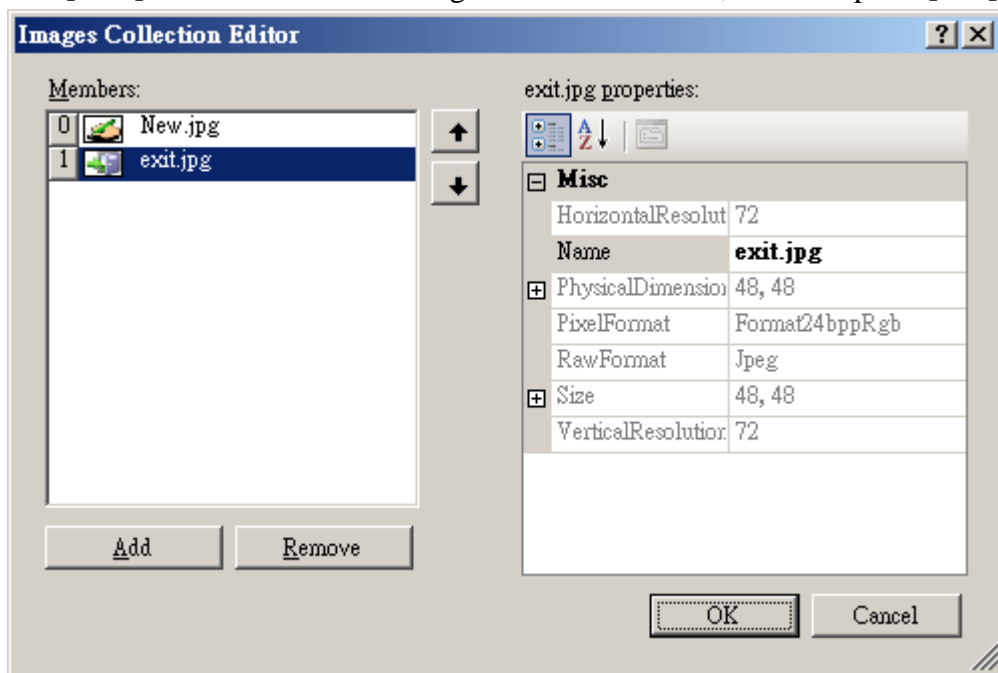 Images Collection Editor
Members:
0 New.jpg
1 exit.jpg
Add
Remove
exit.jpg properties:
Misc
HorizontalResolut 72
Name exit.jpg
PhysicalDimension 48, 48
PixelFormat Format24bppRgb
RawFormat Jpeg
Size 48, 48
VerticalResolution 72
OK
Cancel